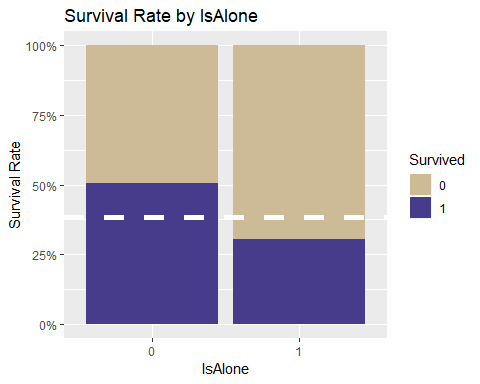 Survival Rate by IsAlone
100%
75%
50%
25%
0%
Survival Rate
0
1
IsAlone
Survived
0
1